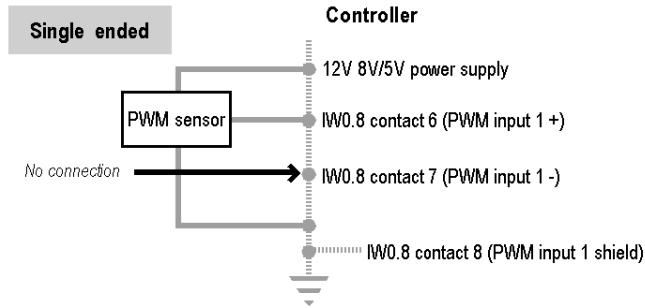 Controller
Single ended
12V 8V/5V power supply
PWM sensor
IW0.8 contact 6 (PWM input 1 +)
No connection
IW0.8 contact 7 (PWM input 1 -)
IW0.8 contact 8 (PWM input 1 shield)